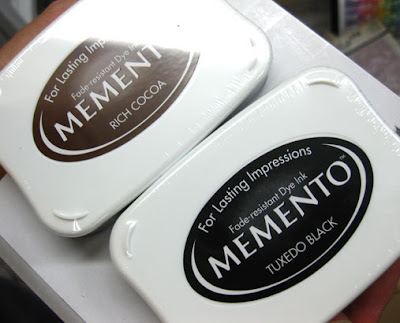 For Lasting Impressions
Fade-resistant Dye Ink
MEMENTO
RICH COCOA
For Lasting Impressions
Fade-resistant Dye Ink
MEMENTO™
TUXEDO BLACK